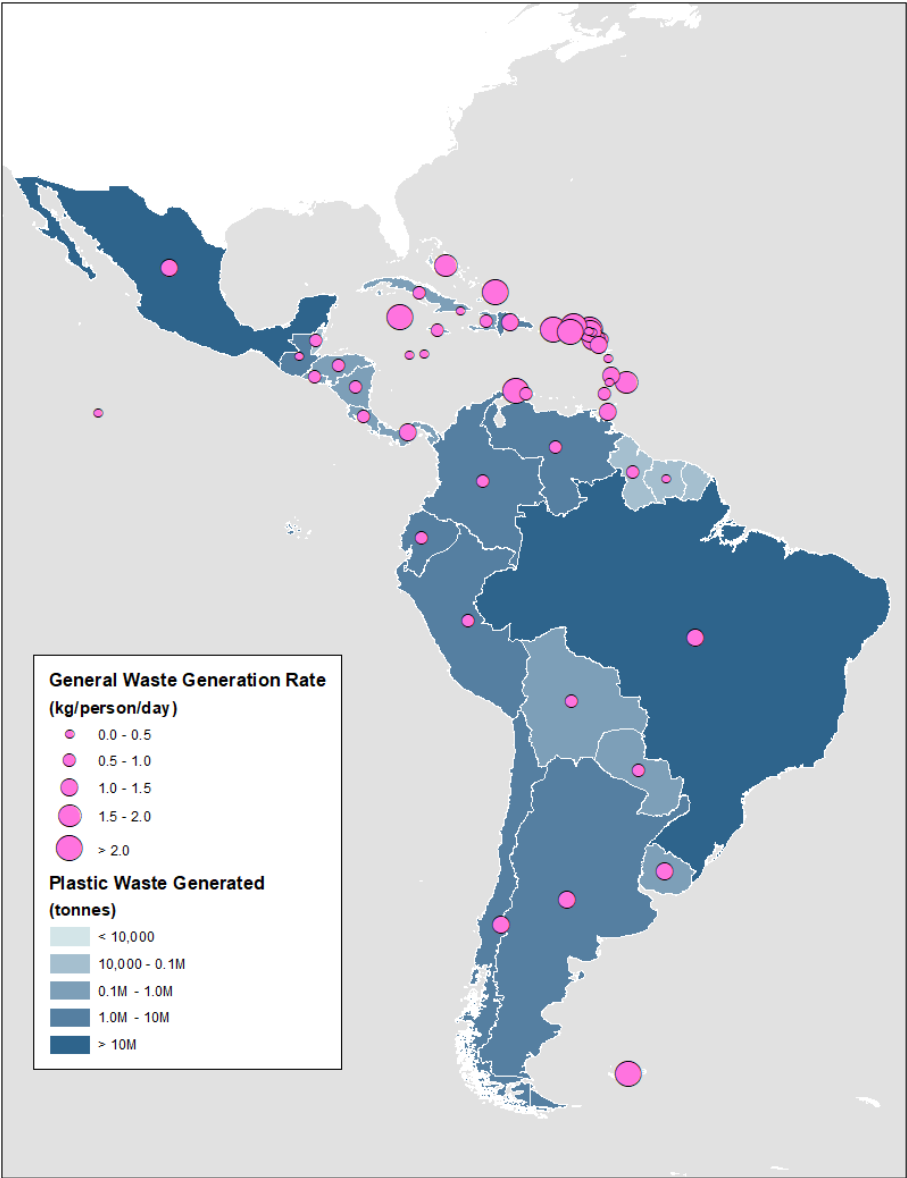 General Waste Generation Rate
(kg/person/day)
0.0 - 0.5
0.5 - 1.0
1.0 - 1.5
1.5 - 2.0
> 2.0
Plastic Waste Generated
(tonnes)
< 10,000
10,000 - 0.1M
0.1M - 1.0M
1.0M - 10M
> 10M